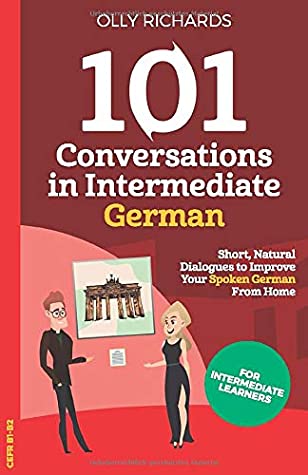 OLLY RICHARDS
101
Conversations
in Intermediate
German
Short, Natural
Dialogues to Improve
Your Spoken German
From Home
FOR
INTERMEDIATE
LEARNERS
CEFR B1-B2